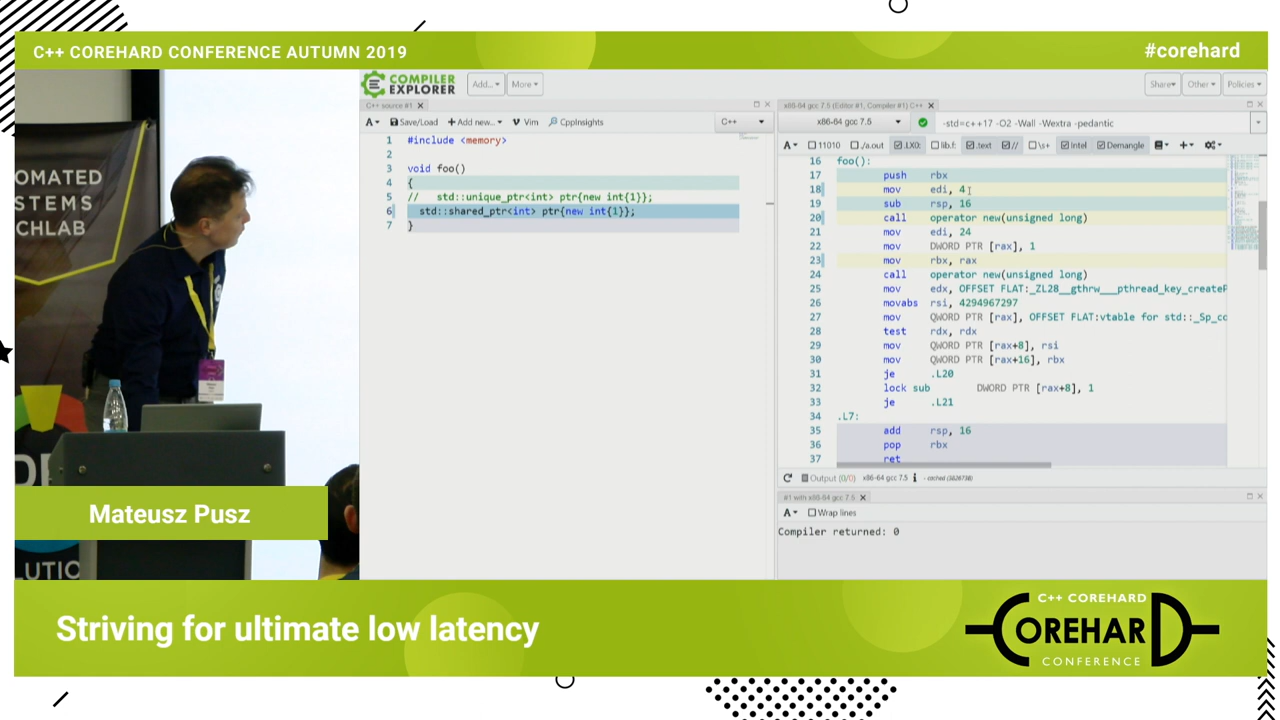 C++ COREHARD CONFERENCE AUTUMN 2019
#corehard
OMATED
STEMS
CHLAB
LUTIC
COMPILER
EXPLORER
Add...
More
Share
Other
Policies
C++ source #1
A
Save/Load
+ Add new...
Vim
CppInsights
C++
1 #include <memory>
2
3 void foo()
4 {
5 //   std::unique_ptr<int> ptr{new int{1}};
6   std::shared_ptr<int> ptr{new int{1}};
7 }
x86-64 gcc 7.5 (Editor #1, Compiler #1) C++
x86-64 gcc 7.5
-std=c++17 -O2 -Wall -Wextra -pedantic
A
11010
./a.out
.LX0:
lib.f:
.text
//
\s+
Intel
Demangle
16 foo():
17 push rbx
18 mov edi, 4
19 sub rsp, 16
20 call operator new(unsigned long)
21 mov edi, 24
22 mov DWORD PTR [rax], 1
23 mov rbx, rax
24 call operator new(unsigned long)
25 mov edx, OFFSET FLAT:_ZL28__gthrw___pthread_key_createP
26 movabs rsi, 4294967297
27 mov QWORD PTR [rax], OFFSET FLAT:vtable for std::_Sp_co
28 test rdx, rdx
29 mov QWORD PTR [rax+8], rsi
30 mov QWORD PTR [rax+16], rbx
31 je .L20
32 lock sub DWORD PTR [rax+8], 1
33 je .L21
34 .L7:
35 add rsp, 16
36 pop rbx
37 ret
Output (0/0) x86-64 gcc 7.5 i - cached (302673B)
#1 with x86-64 gcc 7.5
A
Wrap lines
Compiler returned: 0
Mateusz Pusz
Striving for ultimate low latency
C++ COREHARD
COREHARD
CONFERENCE